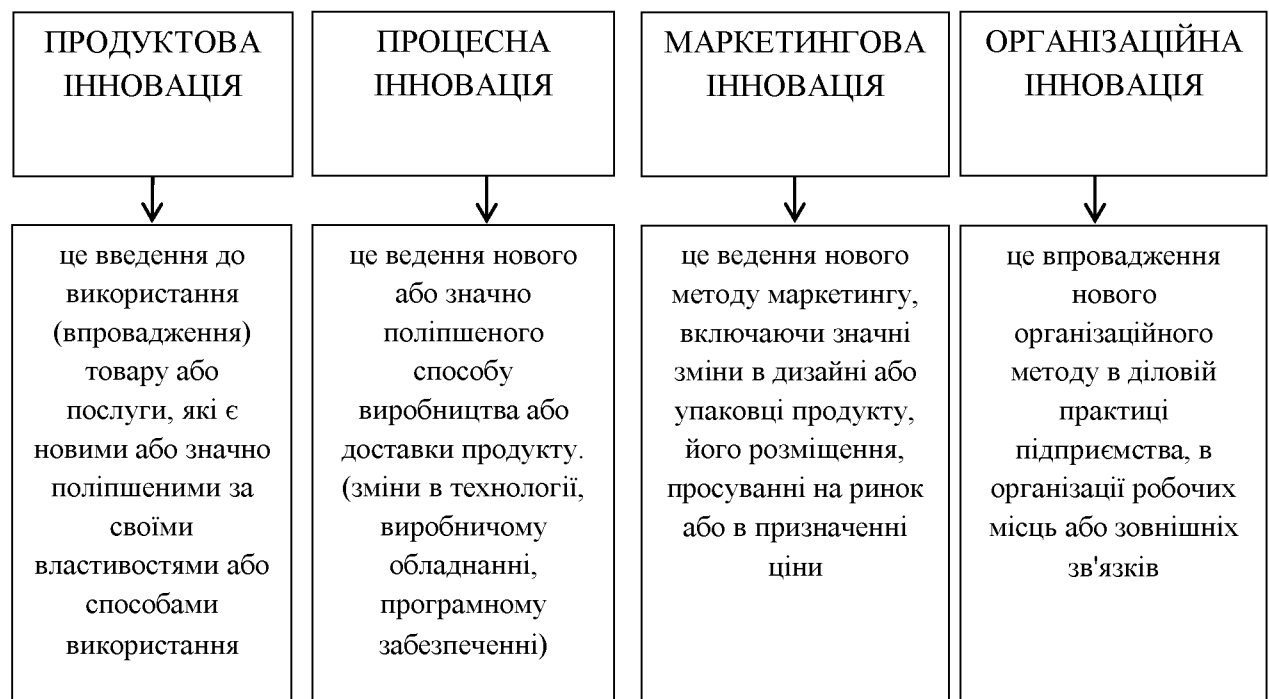 ПРОДУКТОВА
ІННОВАЦІЯ
ПРОЦЕСНА
ІННОВАЦІЯ
МАРКЕТИНГОВА
ІННОВАЦІЯ
ОРГАНІЗАЦІЙНА
ІННОВАЦІЯ
це введення до
використання
(впровадження)
товару або
послуги, які є
новими або значно
поліпшеними за
своїми
властивостями або
способами
використання
це ведення нового
або значно
поліпшеного
способу
виробництва або
доставки продукту.
(зміни в технології,
виробничому
обладнанні,
програмному
забезпеченні)
це ведення нового
методу маркетингу,
включаючи значні
зміни в дизайні або
упаковці продукту,
його розміщення,
просуванні на ринок
або в призначенні
ціни
це впровадження
нового
організаційного
методу в діловій
практиці
підприємства, в
організації робочих
місць або зовнішніх
зв'язків